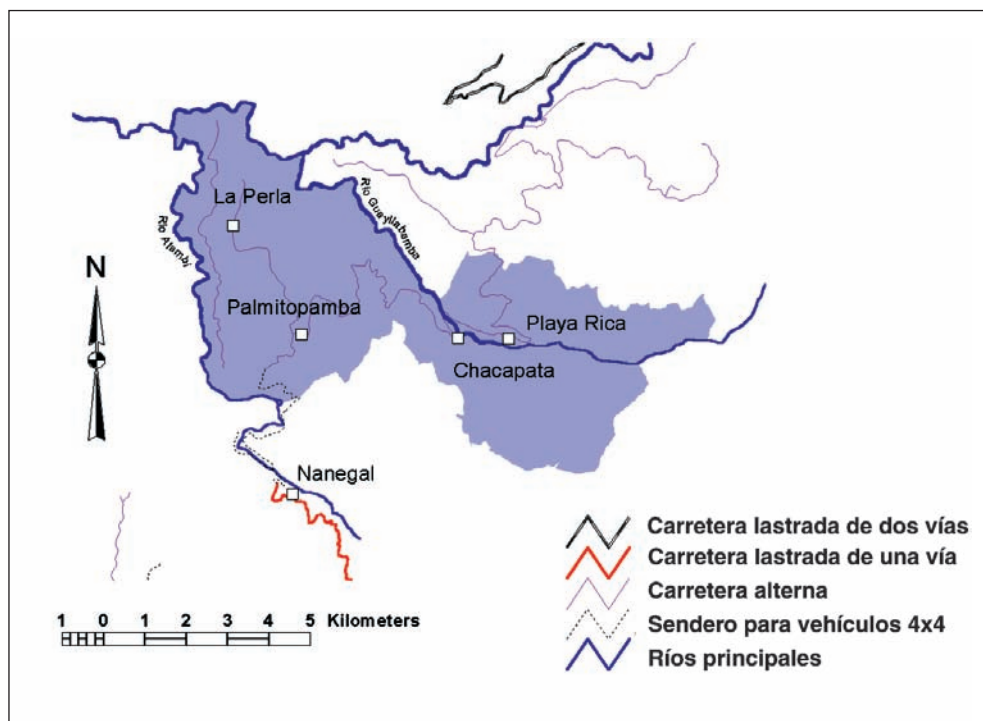 La Perla
Río Guayllabamba
Río Atambi
N
Palmitopamba
Playa Rica
Chacapata
Nanegal
Carretera lastrada de dos vías
Carretera lastrada de una vía
Carretera alterna
Sendero para vehículos 4x4
Ríos principales
1 0 1 2 3 4 5 Kilometers